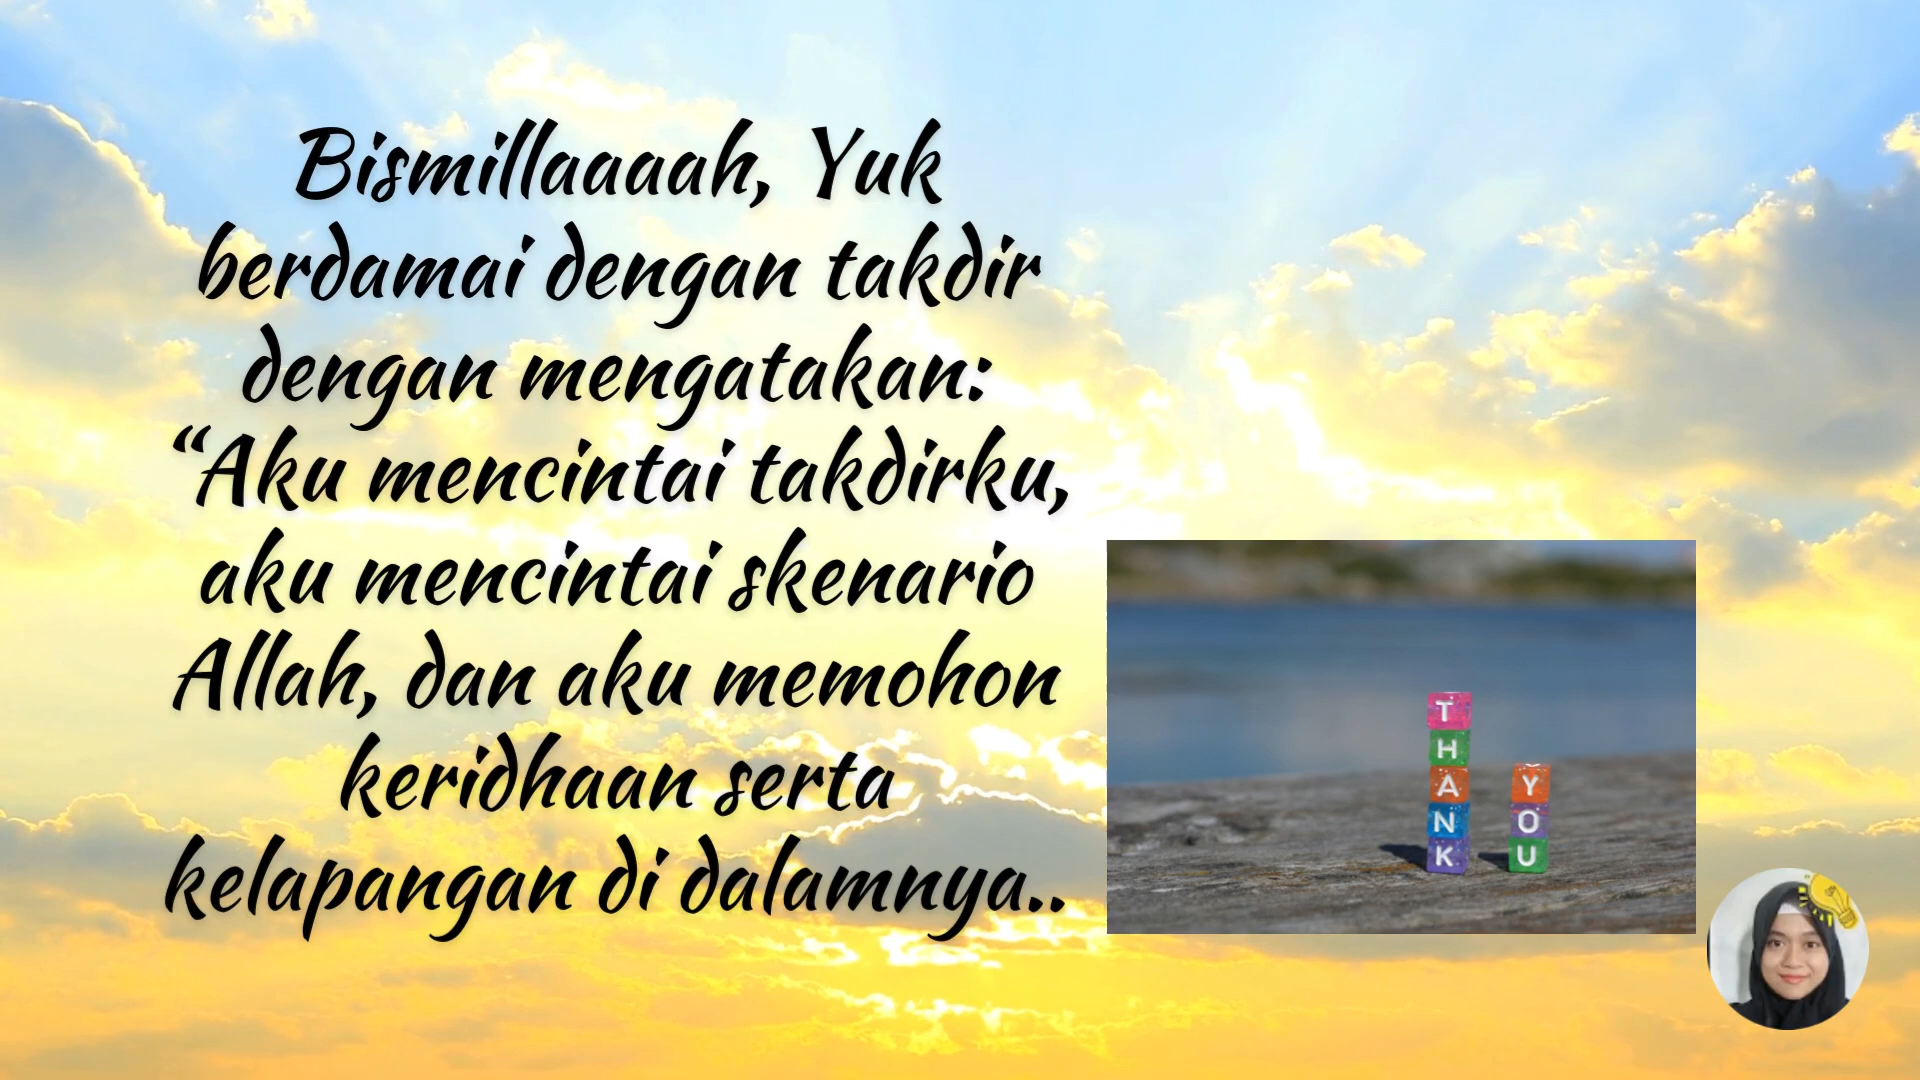 Bismillaaaah, Yuk
berdamai dengan takdir
dengan mengatakan:
“Aku mencintai takdirku,
aku mencintai skenario
Allah, dan aku memohon
keridhaan serta
kelapangan di dalamnya..
THANK
YOU